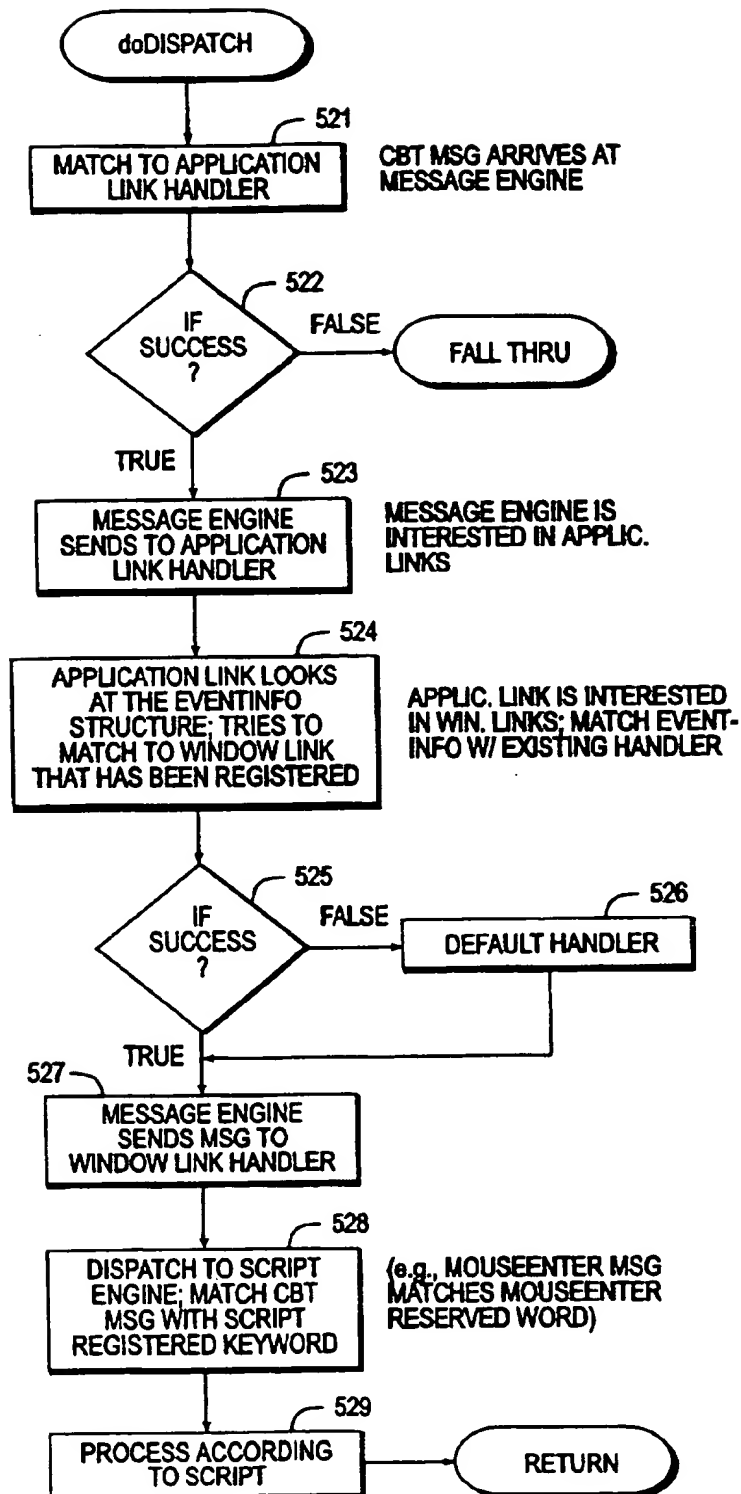 doDISPATCH
521
MATCH TO APPLICATION
LINK HANDLER
CBT MSG ARRIVES AT
MESSAGE ENGINE
522
IF
SUCCESS
?
FALSE
FALL THRU
TRUE
523
MESSAGE ENGINE
SENDS TO APPLICATION
LINK HANDLER
MESSAGE ENGINE IS
INTERESTED IN APPLIC.
LINKS
524
APPLICATION LINK LOOKS
AT THE EVENTINFO
STRUCTURE; TRIES TO
MATCH TO WINDOW LINK
THAT HAS BEEN REGISTERED
APPLIC. LINK IS INTERESTED
IN WIN. LINKS; MATCH EVENT-
INFO W/ EXISTING HANDLER
525
IF
SUCCESS
?
FALSE
526
DEFAULT HANDLER
TRUE
527
MESSAGE ENGINE
SENDS MSG TO
WINDOW LINK HANDLER
528
DISPATCH TO SCRIPT
ENGINE; MATCH CBT
MSG WITH SCRIPT
REGISTERED KEYWORD
(e.g., MOUSEENTER MSG
MATCHES MOUSEENTER
RESERVED WORD)
529
PROCESS ACCORDING
TO SCRIPT
RETURN